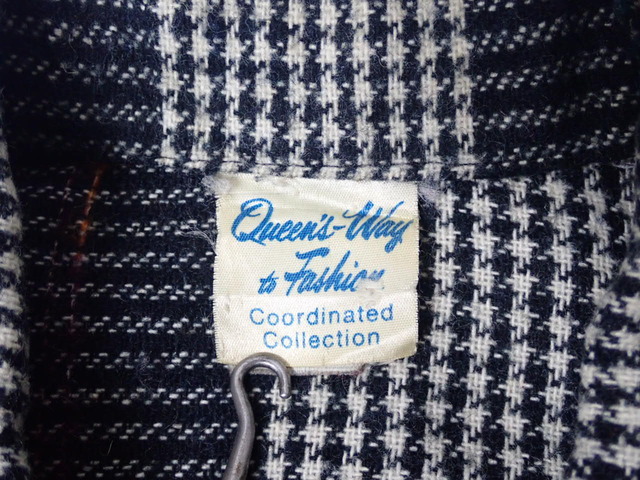 Queen's-Way
to Fashion
Coordinated
Collection